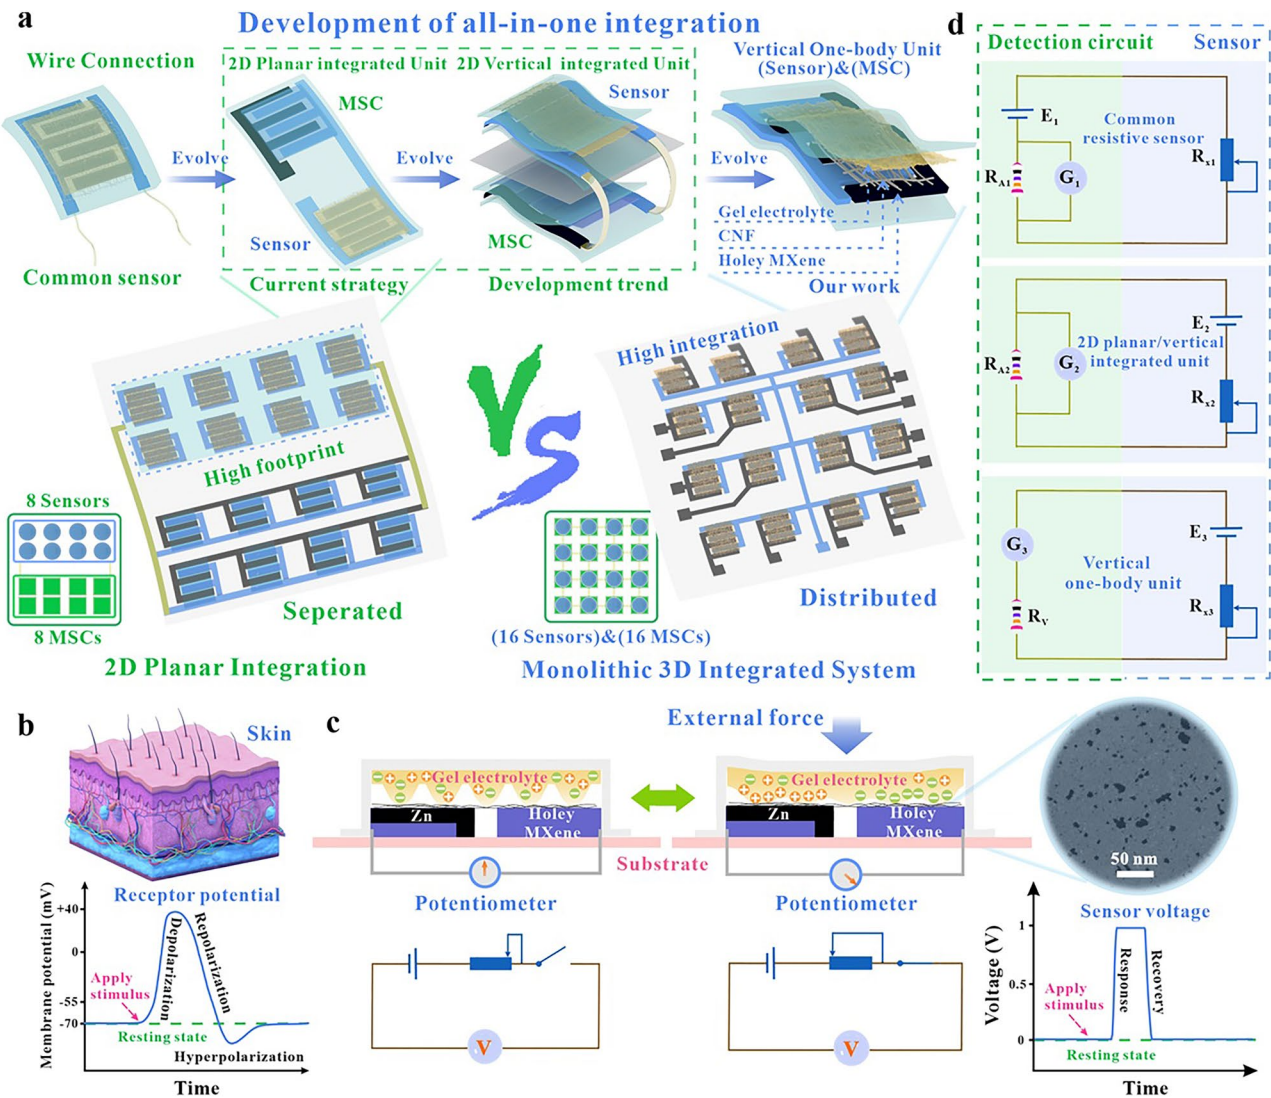 a
Development of all-in-one integration
Wire Connection
Common sensor
Evolve
2D Planar integrated Unit
MSC
Sensor
Current strategy
Evolve
2D Vertical integrated Unit
Sensor
MSC
Development trend
Evolve
Vertical One-body Unit
(Sensor)&(MSC)
Gel electrolyte
CNF
Holey MXene
Our work
High footprint
8 Sensors
8 MSCs
Seperated
2D Planar Integration
VS
High integration
(16 Sensors)&(16 MSCs)
Distributed
Monolithic 3D Integrated System
d
Detection circuit
Sensor
E1
Common
resistive sensor
RA1
G1
Rx1
E2
2D planar/vertical
integrated unit
RA2
G2
Rx2
G3
E3
Vertical
one-body unit
RV
Rx3
b
Skin
Receptor potential
Membrane potential (mV)
+40
0
-55
-70
Depolarization
Repolarization
Apply
stimulus
Resting state
Hyperpolarization
Time
c
External force
Gel electrolyte
Zn
Holey
MXene
Gel electrolyte
Zn
Holey
MXene
Substrate
Potentiometer
Potentiometer
V
V
50 nm
Sensor voltage
Voltage (V)
1
0.5
0
Response
Recovery
Apply
stimulus
Resting state
Time